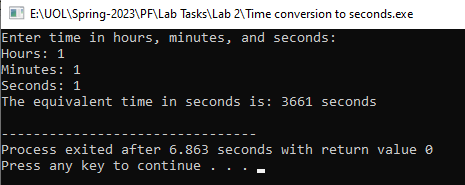 E:\UOL\Spring-2023\PF\Lab Tasks\Lab 2\Time conversion to seconds.exe
Enter time in hours, minutes, and seconds:
Hours: 1
Minutes: 1
Seconds: 1
The equivalent time in seconds is: 3661 seconds
--------------------------------
Process exited after 6.863 seconds with return value 0
Press any key to continue . . .